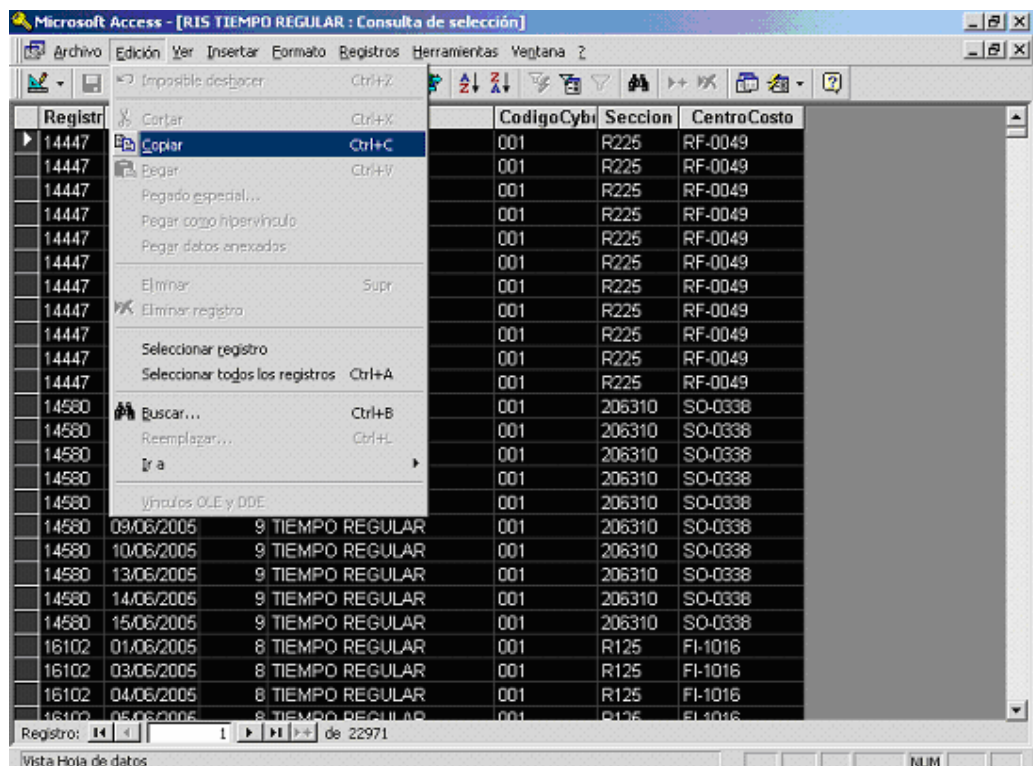 Microsoft Access - [RIS TIEMPO REGULAR : Consulta de selección]
Archivo Edición Ver Insertar Formato Registros Herramientas Ventana ?
Imposible deshacer Ctrl+Z
Registr CodigoCybe Seccion CentroCosto
Cortar Ctrl+X
14447 001 R225 RF-0049
Copiar Ctrl+C
14447 001 R225 RF-0049
Pegar Ctrl+V
14447 001 R225 RF-0049
Pegado especial...
14447 001 R225 RF-0049
Pegar como hipervínculo
14447 001 R225 RF-0049
Pegar datos anexados
14447 001 R225 RF-0049
14447 001 R225 RF-0049
Eliminar Supr
14447 001 R225 RF-0049
Eliminar registro
14447 001 R225 RF-0049
14447 001 R225 RF-0049
Seleccionar registro
14447 001 R225 RF-0049
Seleccionar todos los registros Ctrl+A
14580 001 206310 SO-0338
Buscar... Ctrl+B
14580 001 206310 SO-0338
Reemplazar... Ctrl+L
14580 001 206310 SO-0338
Ir a
14580 001 206310 SO-0338
14580 001 206310 SO-0338
Vínculos OLE y DDE
14580 09/06/2005 9 TIEMPO REGULAR 001 206310 SO-0338
14580 10/06/2005 9 TIEMPO REGULAR 001 206310 SO-0338
14580 13/06/2005 9 TIEMPO REGULAR 001 206310 SO-0338
14580 14/06/2005 9 TIEMPO REGULAR 001 206310 SO-0338
14580 15/06/2005 9 TIEMPO REGULAR 001 206310 SO-0338
16102 01/06/2005 8 TIEMPO REGULAR 001 R125 FI-1016
16102 03/06/2005 8 TIEMPO REGULAR 001 R125 FI-1016
16102 04/06/2005 8 TIEMPO REGULAR 001 R125 FI-1016
16102 05/06/2005 8 TIEMPO REGULAR 001 R125 FI-1016
Registro: 1 de 22971
Vista Hoja de datos NUM